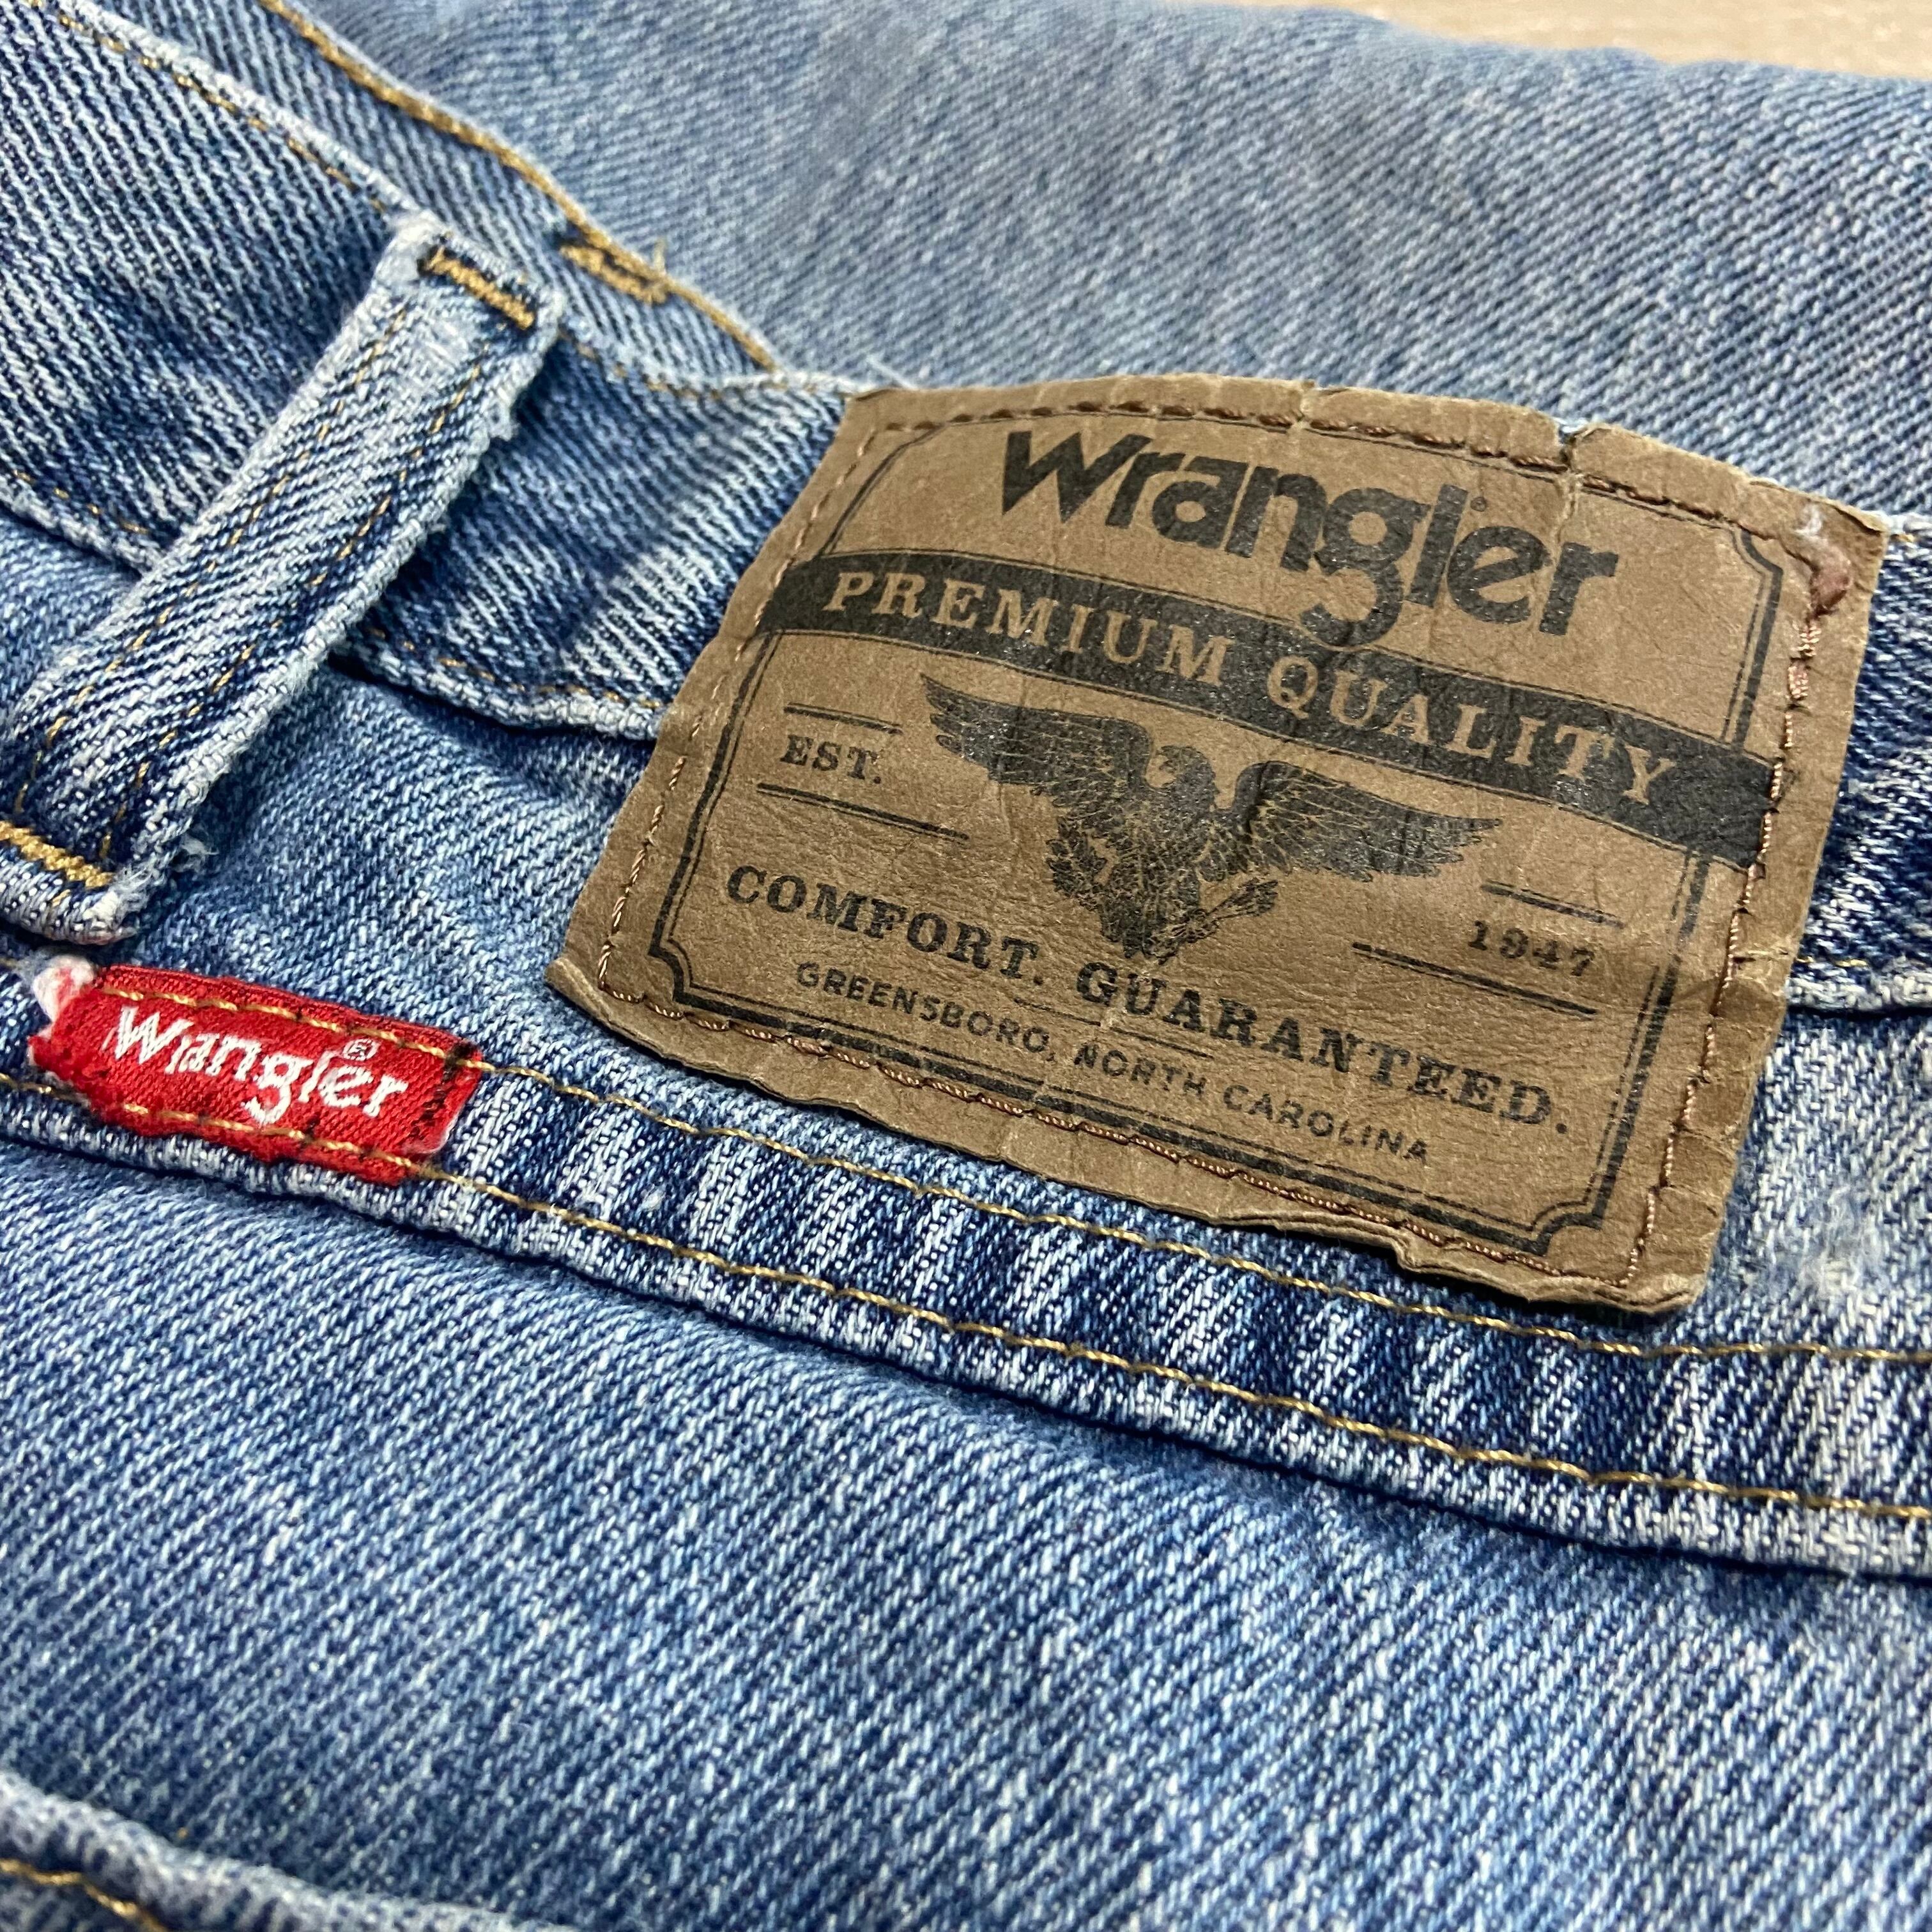 Wrangler
PREMIUM QUALITY
EST. 1947
COMFORT. GUARANTEED.
GREENSBORO, NORTH CAROLINA
Wrangler®